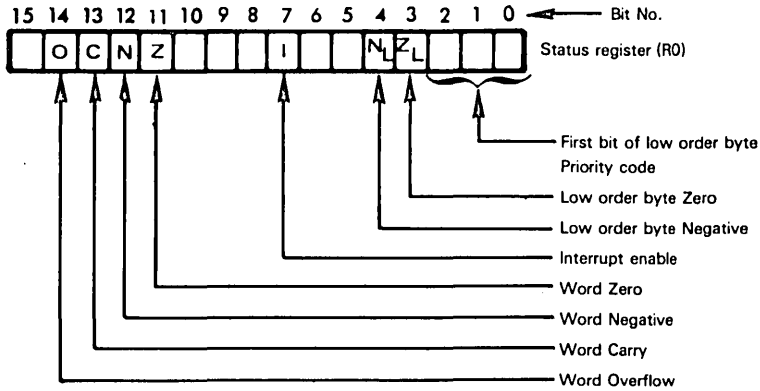 15 14 13 12 11 10 9 8 7 6 5 4 3 2 1 0 Bit No.
O C N Z I NL ZL Status register (R0)
First bit of low order byte
Priority code
Low order byte Zero
Low order byte Negative
Interrupt enable
Word Zero
Word Negative
Word Carry
Word Overflow